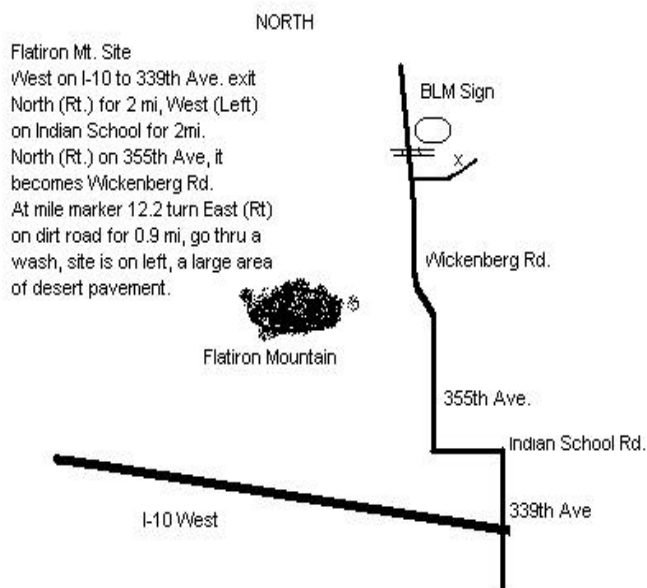 NORTH
Flatiron Mt. Site
West on I-10 to 339th Ave. exit
North (Rt.) for 2 mi, West (Left)
on Indian School for 2mi.
North (Rt.) on 355th Ave, it
becomes Wickenberg Rd.
At mile marker 12.2 turn East (Rt)
on dirt road for 0.9 mi, go thru a
wash, site is on left, a large area
of desert pavement.
BLM Sign
X
Wickenberg Rd.
Flatiron Mountain
355th Ave.
Indian School Rd.
339th Ave
I-10 West